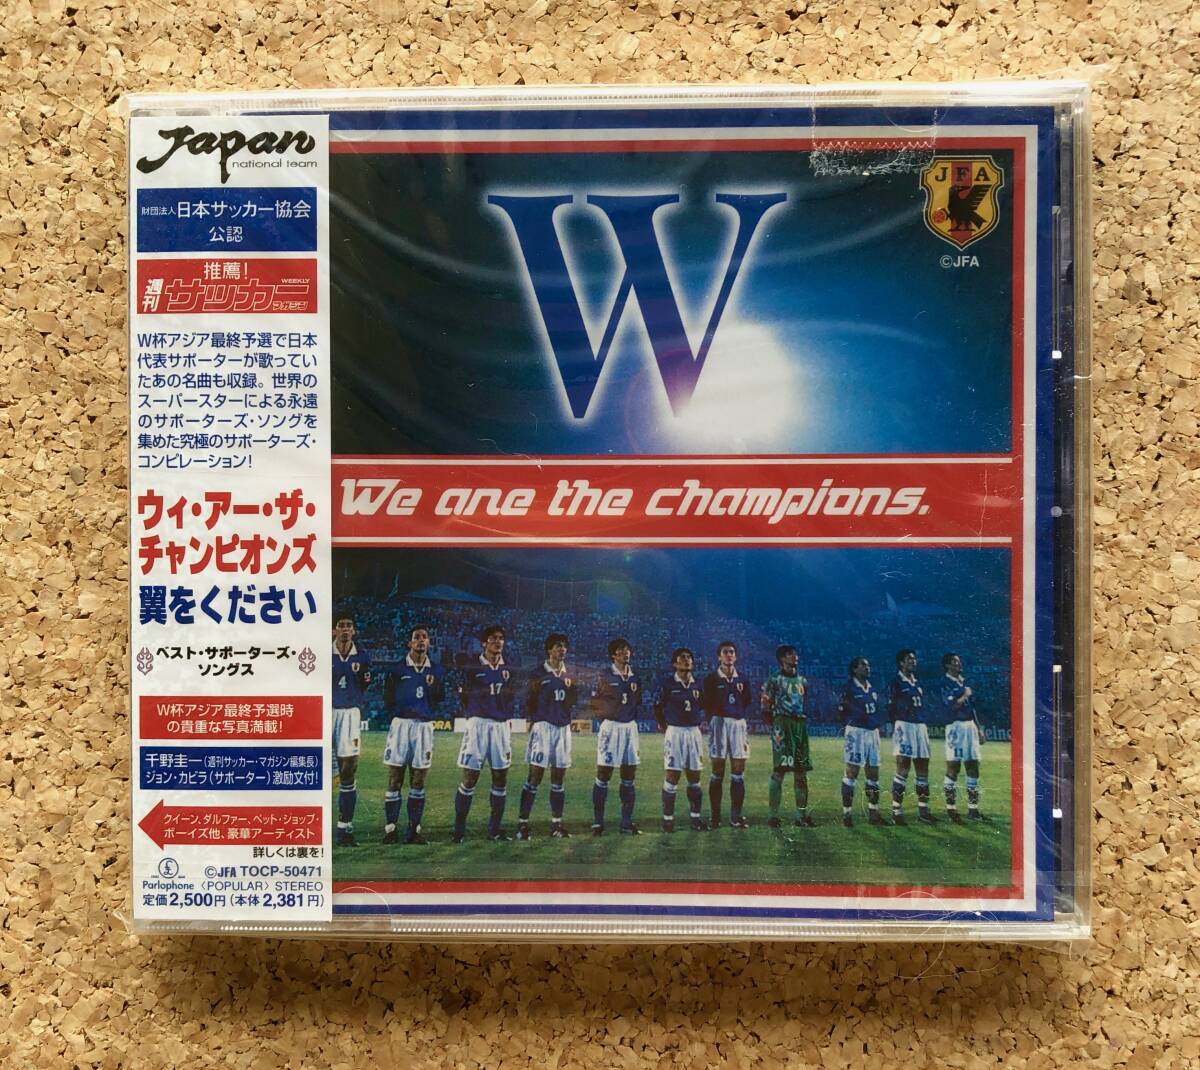 Japan
national team
財団法人日本サッカー協会
公認
推薦!
週刊
サッカー
WEEKLY
マガジン
W杯アジア最終予選で日本
代表サポーターが歌ってい
たあの名曲も収録。世界の
スーパースターによる永遠
のサポーターズ・ソングを
集めた究極のサポーターズ・
コンピレーション!
ウィ・アー・ザ・
チャンピオンズ
翼をください
ベスト・サポーターズ・
ソングス
W杯アジア最終予選時
の貴重な写真満載!
千野圭一(週刊サッカー・マガジン編集長)
ジョン・カビラ(サポーター)激励文付!
クイーン、ダルファー、ペット・ショップ・
ボーイズ他、豪華アーティスト
詳しくは裏を!
©JFA TOCP-50471
Parlophone 〈POPULAR〉 STEREO
定価2,500円(本体2,381円)
W
JFA
©JFA
We are the champions.
4
8
17
10
3
2
6
20
13
32
11